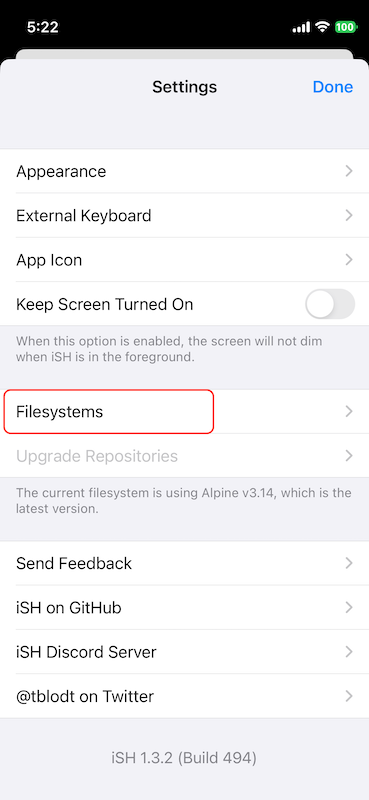 5:22
100
Settings
Done
Appearance
External Keyboard
App Icon
Keep Screen Turned On
When this option is enabled, the screen will not dim
when iSH is in the foreground.
Filesystems
Upgrade Repositories
The current filesystem is using Alpine v3.14, which is the
latest version.
Send Feedback
iSH on GitHub
iSH Discord Server
@tblodt on Twitter
iSH 1.3.2 (Build 494)